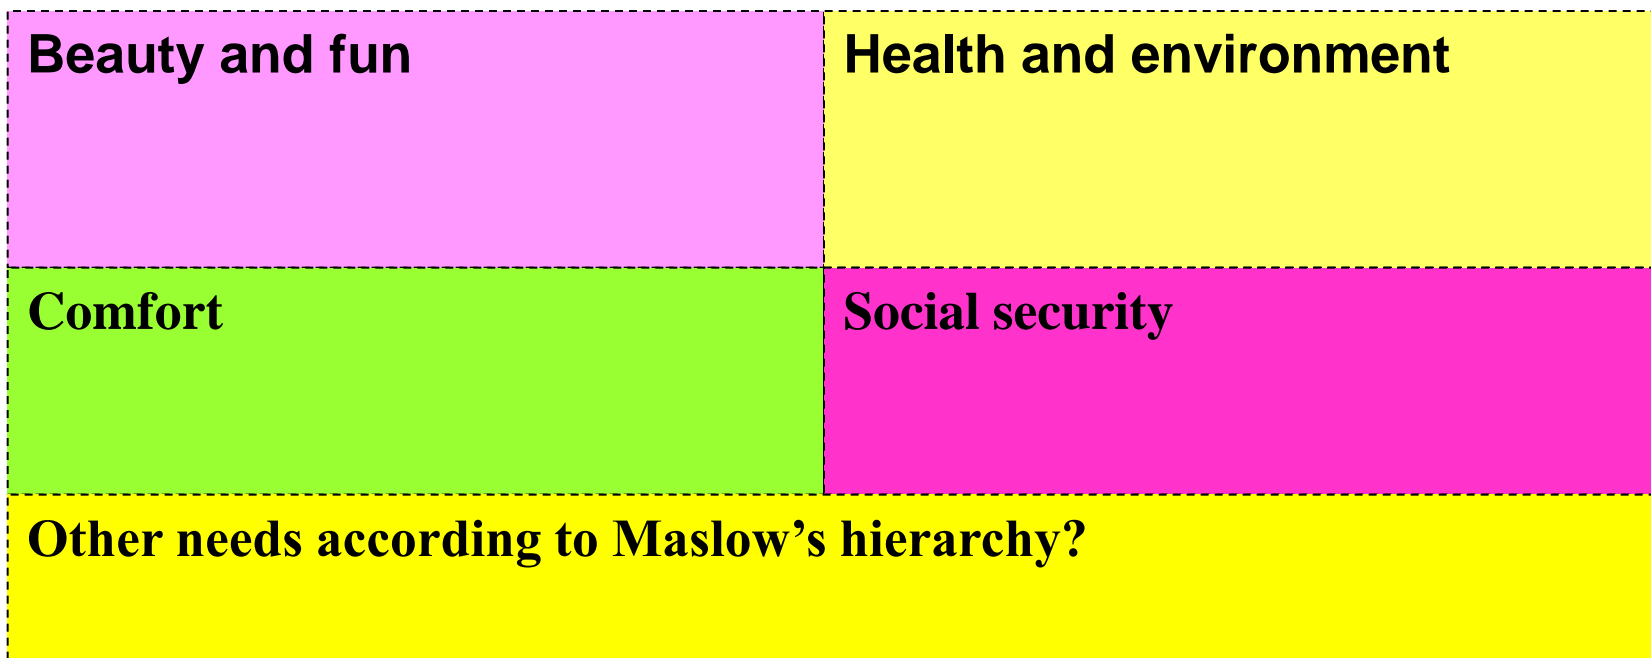 Beauty and fun
Health and environment
Comfort
Social security
Other needs according to Maslow’s hierarchy?